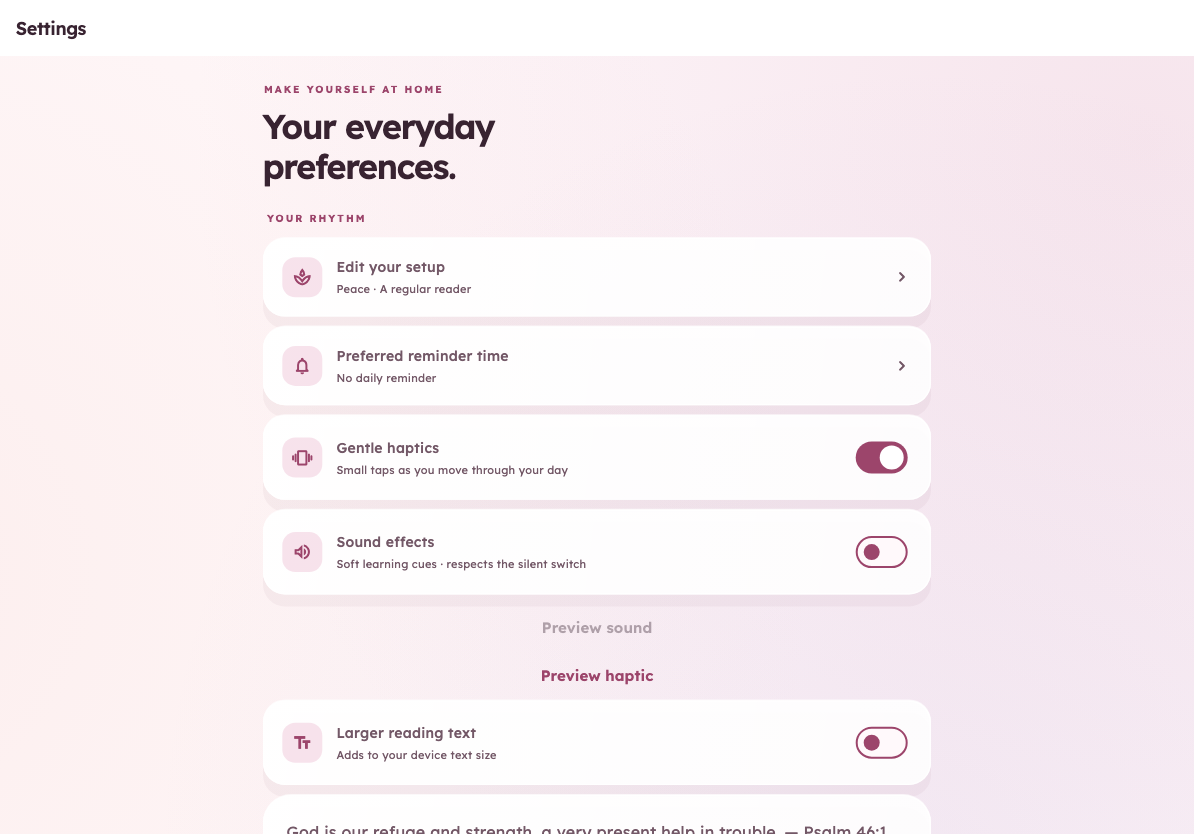 Settings
MAKE YOURSELF AT HOME
Your everyday
preferences.
YOUR RHYTHM
Edit your setup
Peace · A regular reader
Preferred reminder time
No daily reminder
Gentle haptics
Small taps as you move through your day
Sound effects
Soft learning cues · respects the silent switch
Preview sound
Preview haptic
Larger reading text
Adds to your device text size
God is our refuge and strength, a very present help in trouble. — Psalm 46:1